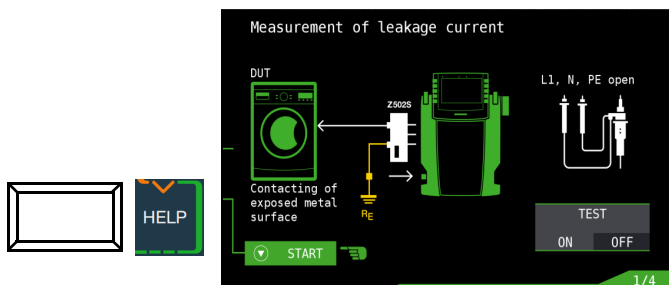 HELP
Measurement of leakage current
DUT
L1, N, PE open
Z502S
Contacting of
exposed metal
surface
RE
START
TEST
ON OFF
1/4